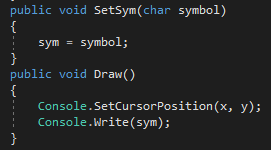 public void SetSym(char symbol)
{
    sym = symbol;
}
public void Draw()
{
    Console.SetCursorPosition(x, y);
    Console.Write(sym);
}